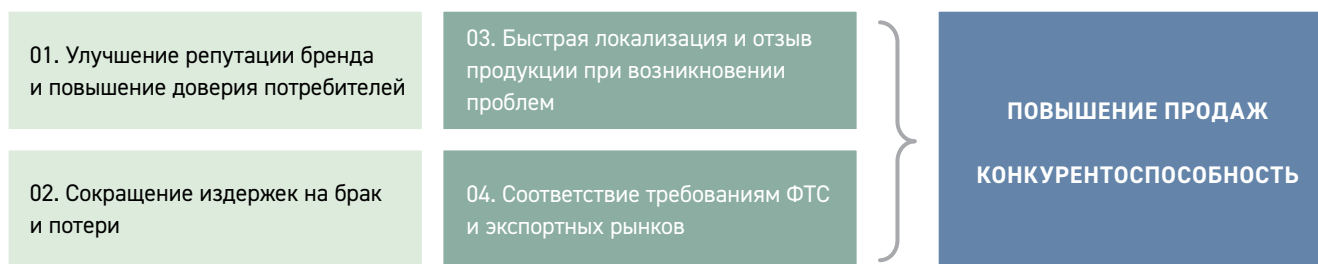 01. Улучшение репутации бренда
и повышение доверия потребителей
02. Сокращение издержек на брак
и потери
03. Быстрая локализация и отзыв
продукции при возникновении
проблем
04. Соответствие требованиям ФТС
и экспортных рынков
ПОВЫШЕНИЕ ПРОДАЖ
КОНКУРЕНТОСПОСОБНОСТЬ